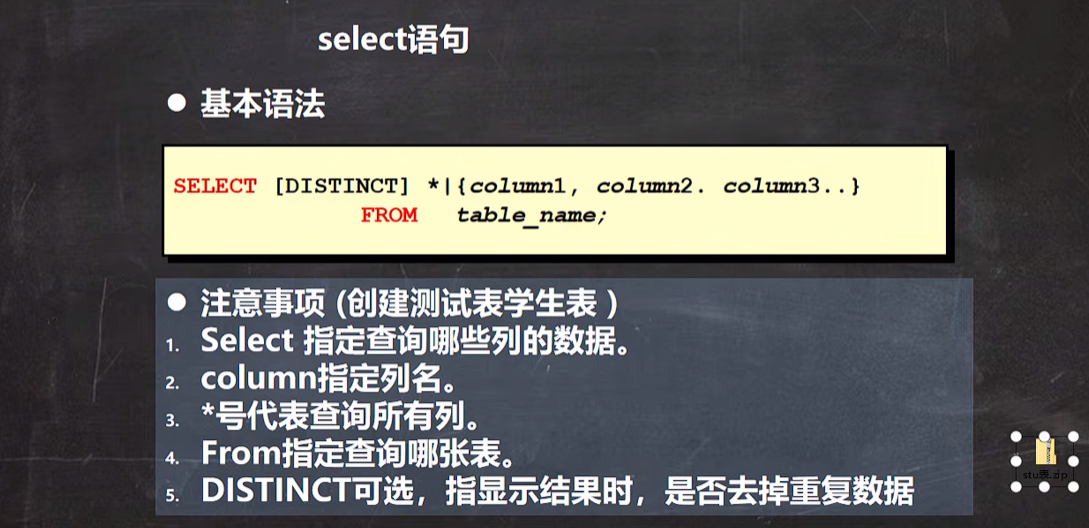 select语句
● 基本语法
SELECT [DISTINCT] *|{column1, column2. column3..}
FROM table_name;
● 注意事项 (创建测试表学生表 )
1. Select 指定查询哪些列的数据。
2. column指定列名。
3. *号代表查询所有列。
4. From指定查询哪张表。
5. DISTINCT可选，指显示结果时，是否去掉重复数据
stu表.zip